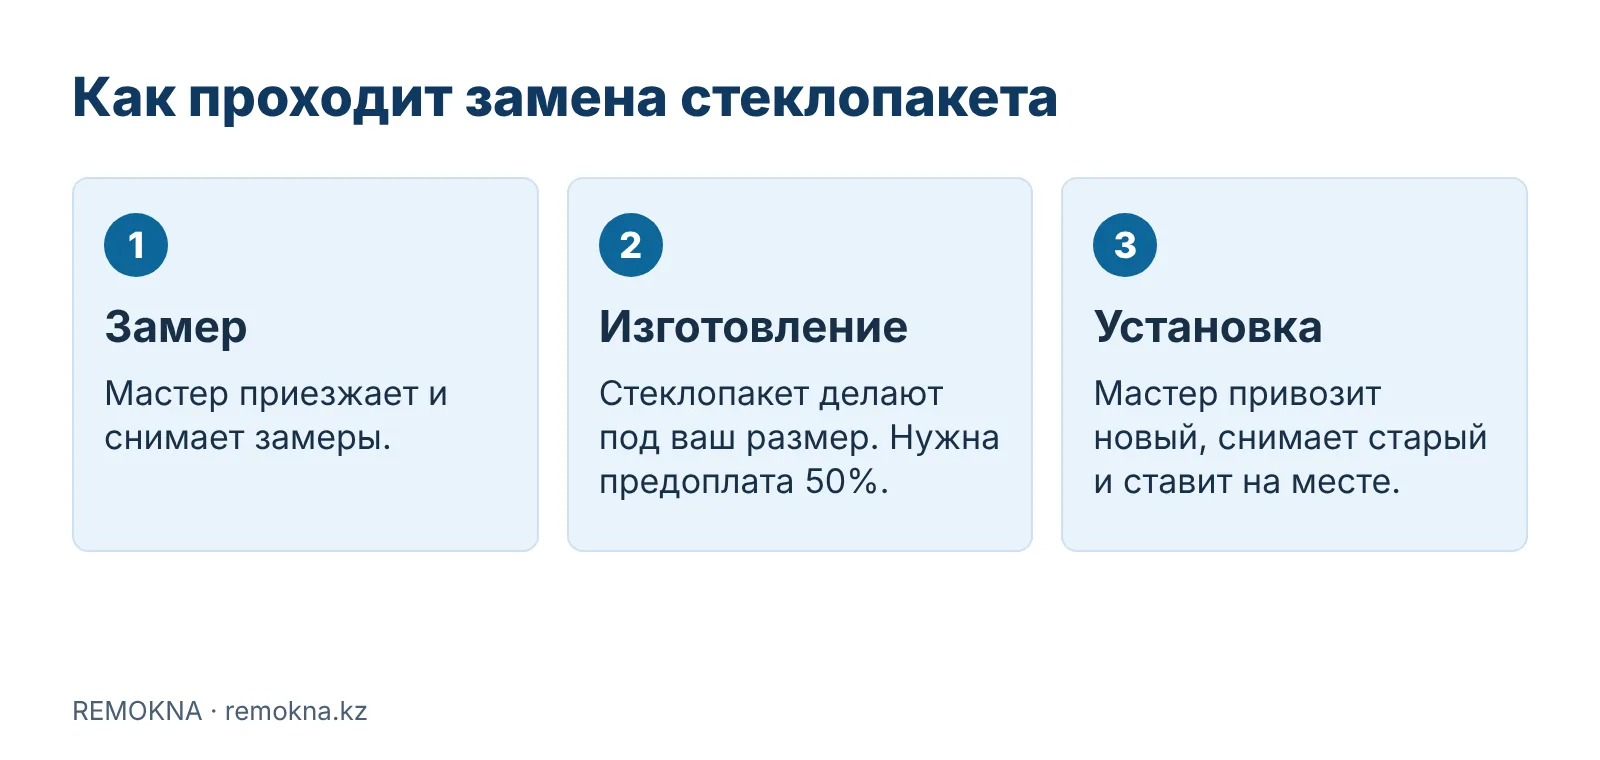 Как проходит замена стеклопакета
1
Замер
Мастер приезжает и
снимает замеры.
2
Изготовление
Стеклопакет делают
под ваш размер. Нужна
предоплата 50%.
3
Установка
Мастер привозит
новый, снимает старый
и ставит на месте.
REMOKNA · remokna.kz